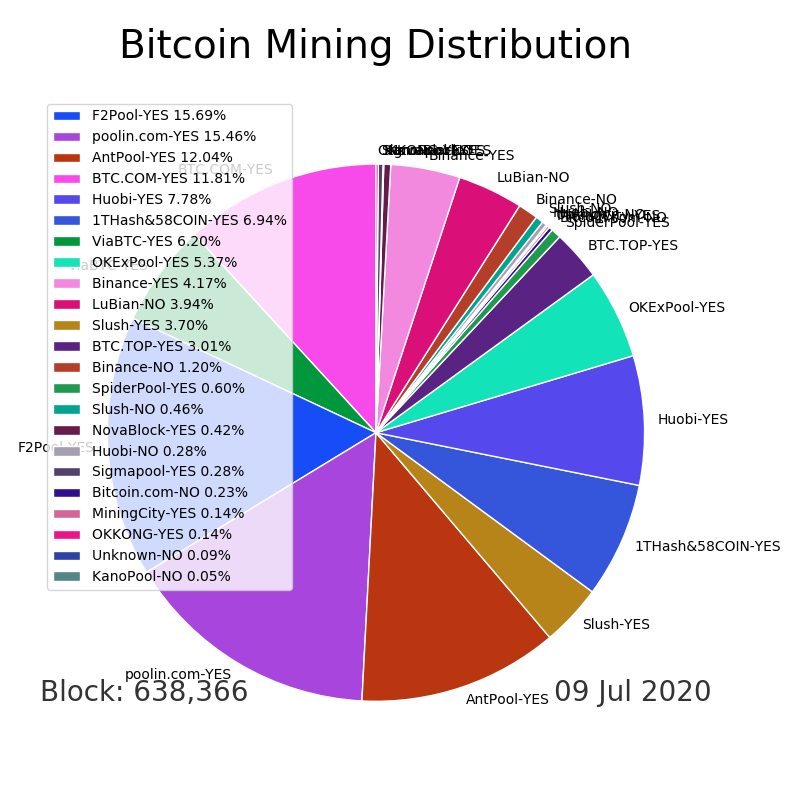 Bitcoin Mining Distribution
F2Pool-YES 15.69%
poolin.com-YES 15.46%
AntPool-YES 12.04%
BTC.COM-YES 11.81%
Huobi-YES 7.78%
1THash&58COIN-YES 6.94%
ViaBTC-YES 6.20%
OKExPool-YES 5.37%
Binance-YES 4.17%
LuBian-NO 3.94%
Slush-YES 3.70%
BTC.TOP-YES 3.01%
Binance-NO 1.20%
SpiderPool-YES 0.60%
Slush-NO 0.46%
NovaBlock-YES 0.42%
Huobi-NO 0.28%
Sigmapool-YES 0.28%
Bitcoin.com-NO 0.23%
MiningCity-YES 0.14%
OKKONG-YES 0.14%
Unknown-NO 0.09%
KanoPool-NO 0.05%
BTC.COM-YES
ViaBTC-YES
F2Pool-YES
poolin.com-YES
AntPool-YES
Slush-YES
1THash&58COIN-YES
Huobi-YES
OKExPool-YES
BTC.TOP-YES
SpiderPool-YES
Slush-NO
Binance-NO
LuBian-NO
Binance-YES
Block: 638,366
09 Jul 2020